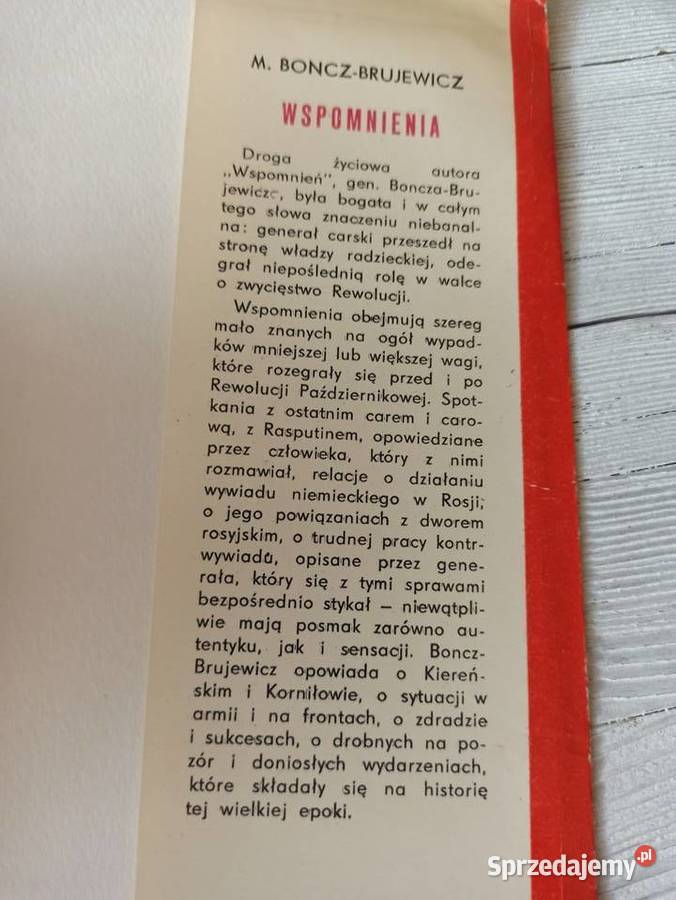 M. BONCZ-BRUJEWICZ
WSPOMNIENIA
Droga życiowa autora
„Wspomnień", gen. Boncza-Bru-
jewicza, była bogata i w całym
tego słowa znaczeniu niebanal-
na: generał carski przeszedł na
stronę władzy radzieckiej, ode-
grał niepoślednią rolę w walce
o zwycięstwo Rewolucji.
Wspomnienia obejmują szereg
mało znanych na ogół wypad-
ków mniejszej lub większej wagi,
które rozegrały się przed i po
Rewolucji Październikowej. Spot-
kania z ostatnim carem i caro-
wą, z Rasputinem, opowiedziane
przez człowieka, który z nimi
rozmawiał, relacje o działaniu
wywiadu niemieckiego w Rosji,
o jego powiązaniach z dworem
rosyjskim, o trudnej pracy kontr-
wywiadu, opisane przez gene-
rała, który się z tymi sprawami
bezpośrednio stykał — niewątpli-
wie mają posmak zarówno au-
tentyku, jak i sensacji. Boncz-
Brujewicz opowiada o Kiereń-
skim i Korniłowie, o sytuacji w
armii i na frontach, o zdradzie
i sukcesach, o drobnych na po-
zór i doniosłych wydarzeniach,
które składały się na historię
tej wielkiej epoki.
Sprzedajemy.pl